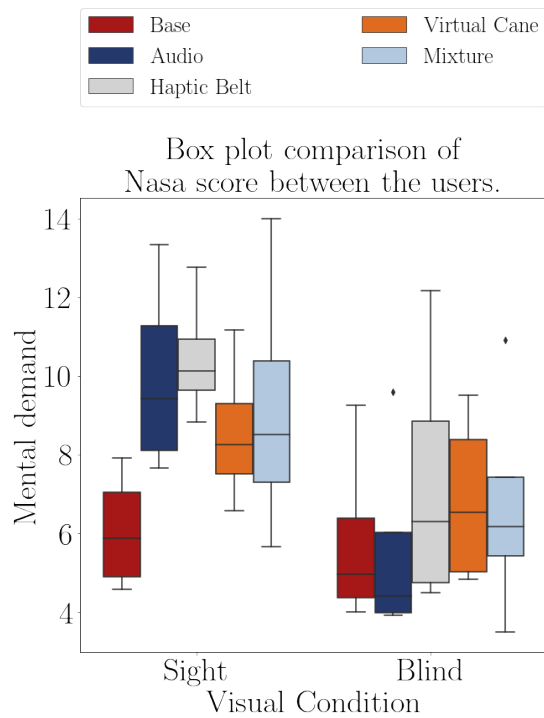 Base
Audio
Haptic Belt
Virtual Cane
Mixture
Box plot comparison of
Nasa score between the users.
Mental demand
14
12
10
8
6
4
Sight
Blind
Visual Condition